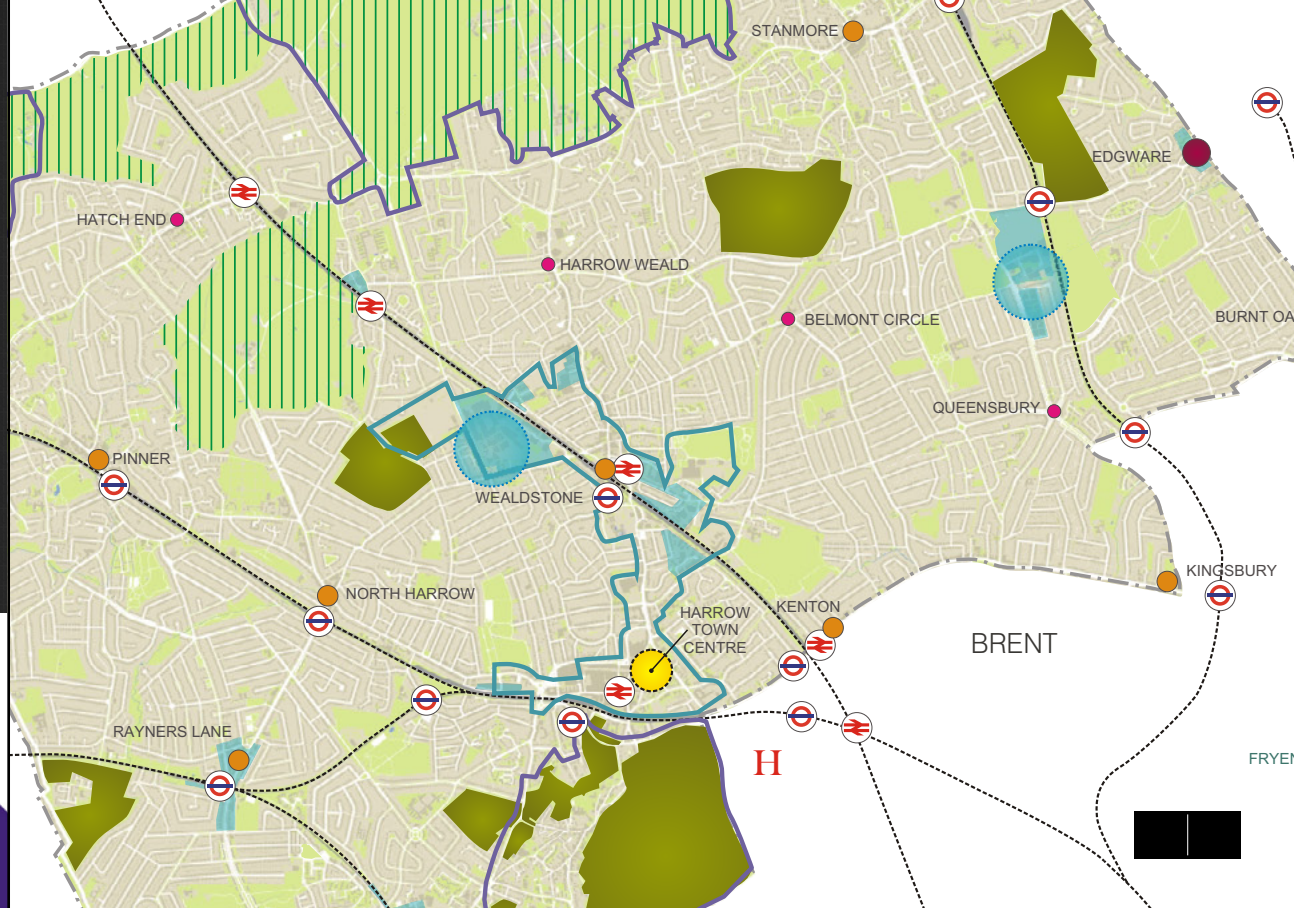 STANMORE
EDGWARE
HATCH END
HARROW WEALD
BELMONT CIRCLE
BURNT OA
QUEENSBURY
PINNER
WEALDSTONE
KINGSBURY
NORTH HARROW
HARROW
TOWN
CENTRE
KENTON
BRENT
RAYNERS LANE
H
FRYEN